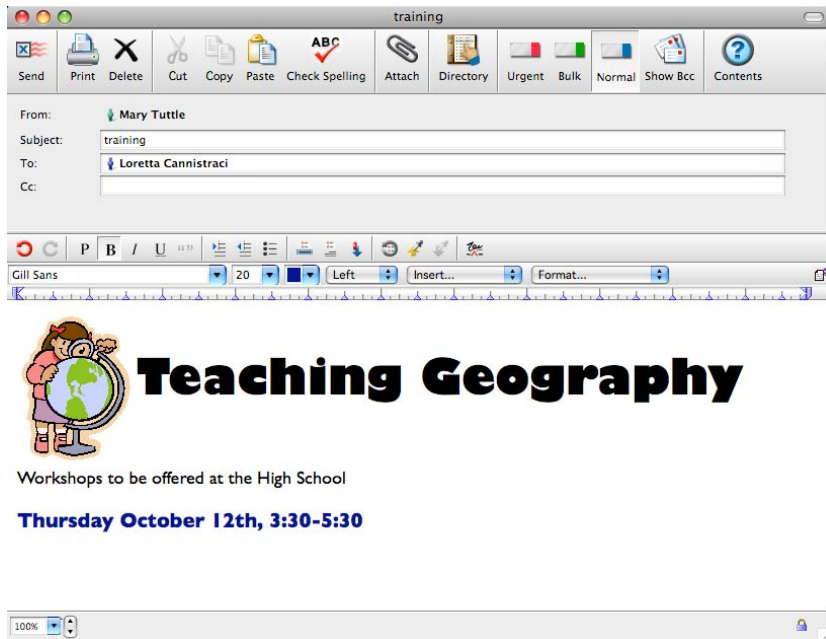 training
ABC
Send Print Delete Cut Copy Paste Check Spelling Attach Directory Urgent Bulk Normal Show Bcc Contents
From: Mary Tuttle
Subject: training
To: Loretta Cannistraci
Cc:
P B I U “”
Gill Sans 20 Left Insert... Format...
Teaching Geography
Workshops to be offered at the High School
Thursday October 12th, 3:30-5:30
100%